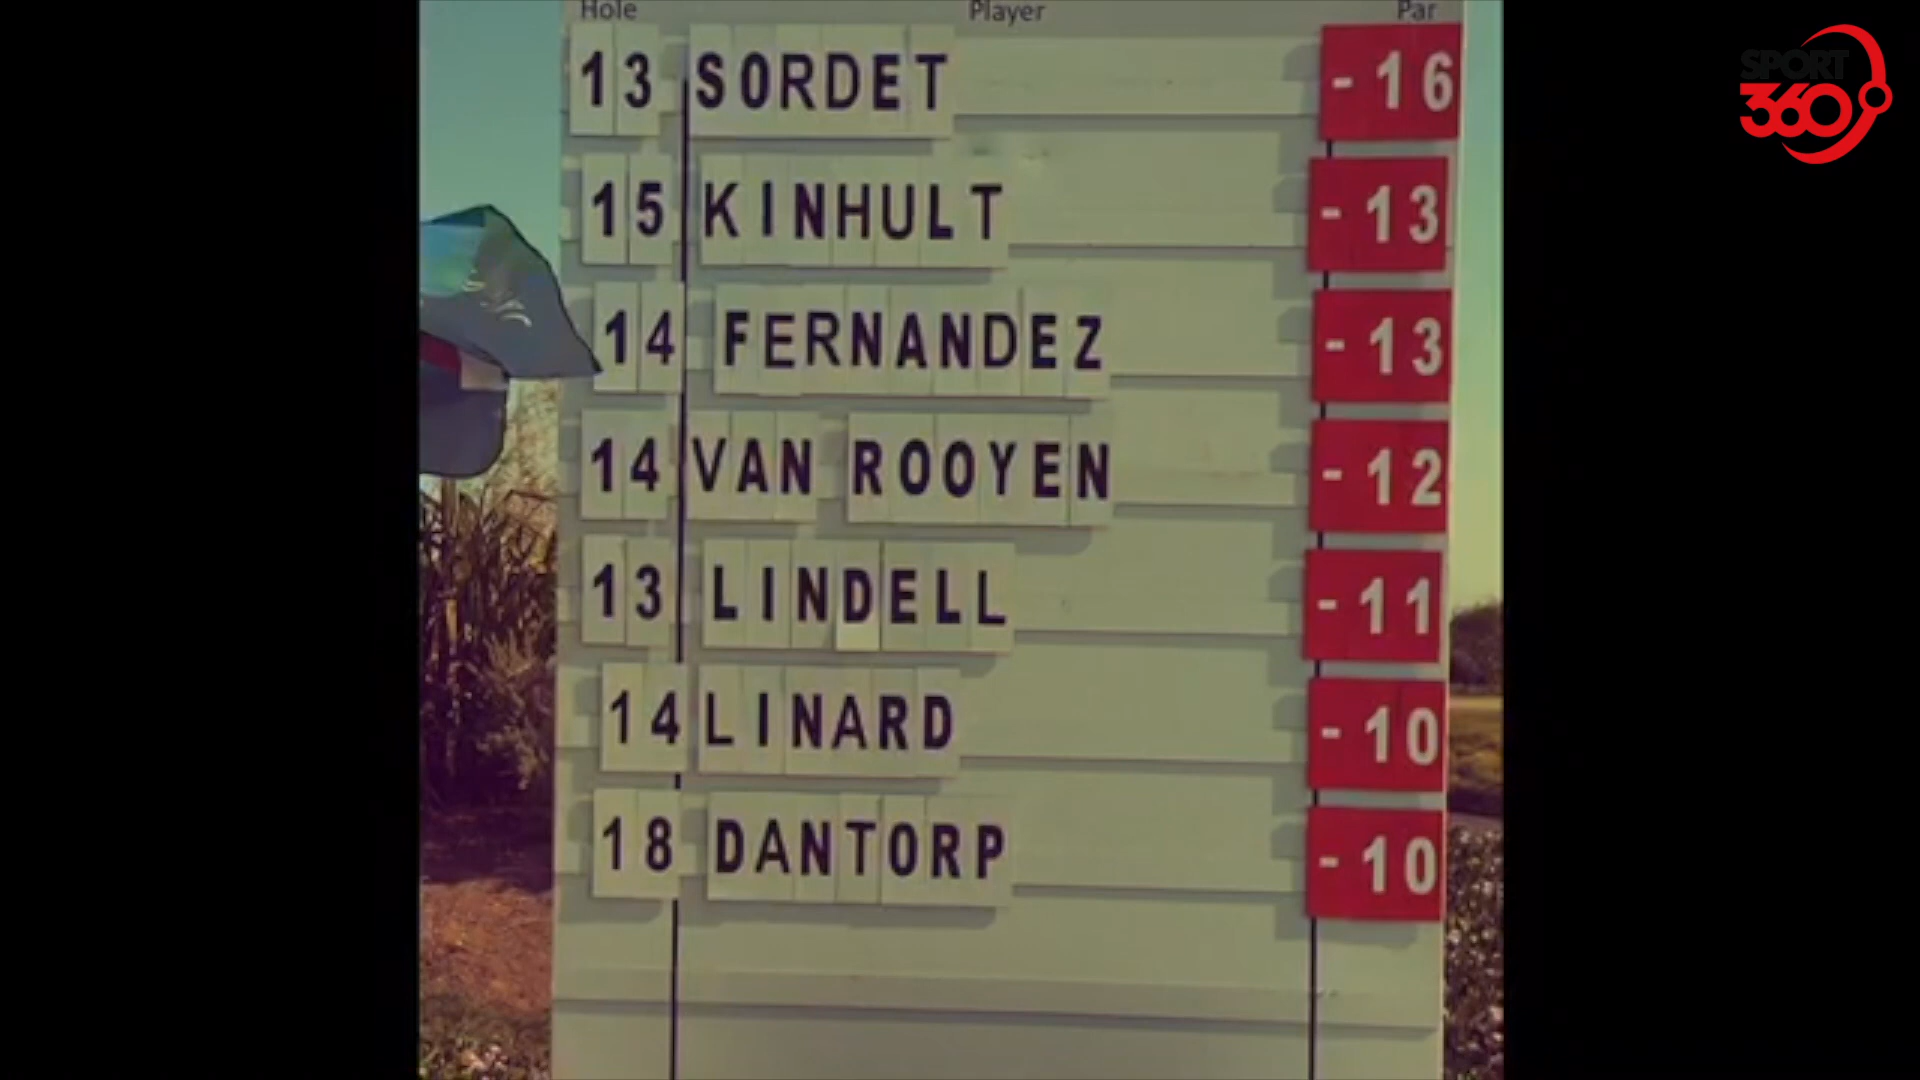 Hole Player Par
13 SORDET -16
15 KINHULT -13
14 FERNANDEZ -13
14 VAN ROOYEN -12
13 LINDELL -11
14 LINARD -10
18 DANTORP -10
SPORT
360